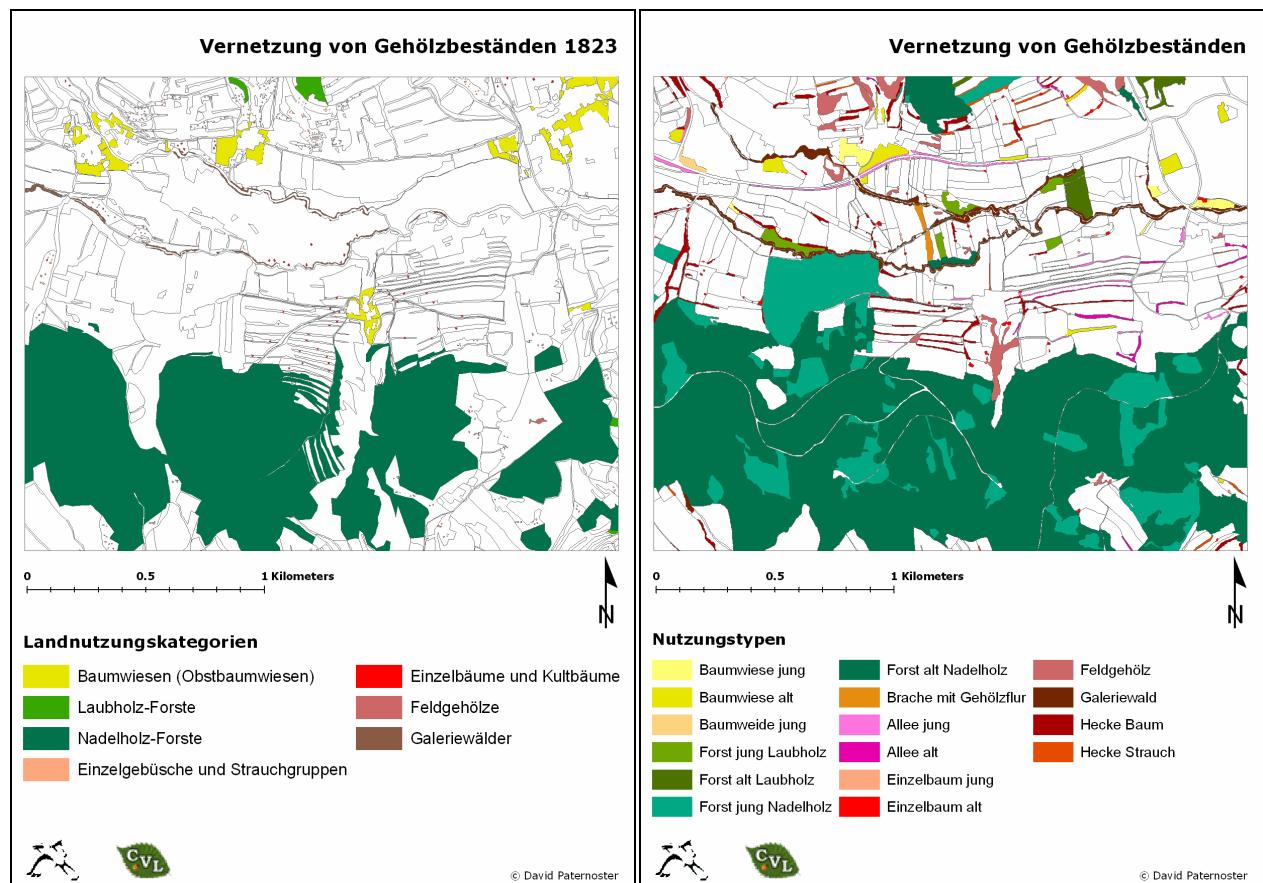 Vernetzung von Gehölzbeständen 1823
0 0.5 1 Kilometers
N
Landnutzungskategorien
Baumwiesen (Obstbaumwiesen)
Laubholz-Forste
Nadelholz-Forste
Einzelgebüsche und Strauchgruppen
Einzelbäume und Kultbäume
Feldgehölze
Galeriewälder
CVL
© David Paternoster
Vernetzung von Gehölzbeständen
0 0.5 1 Kilometers
N
Nutzungstypen
Baumwiese jung
Baumwiese alt
Baumweide jung
Forst jung Laubholz
Forst alt Laubholz
Forst jung Nadelholz
Forst alt Nadelholz
Brache mit Gehölzflur
Allee jung
Allee alt
Einzelbaum jung
Einzelbaum alt
Feldgehölz
Galeriewald
Hecke Baum
Hecke Strauch
CVL
© David Paternoster